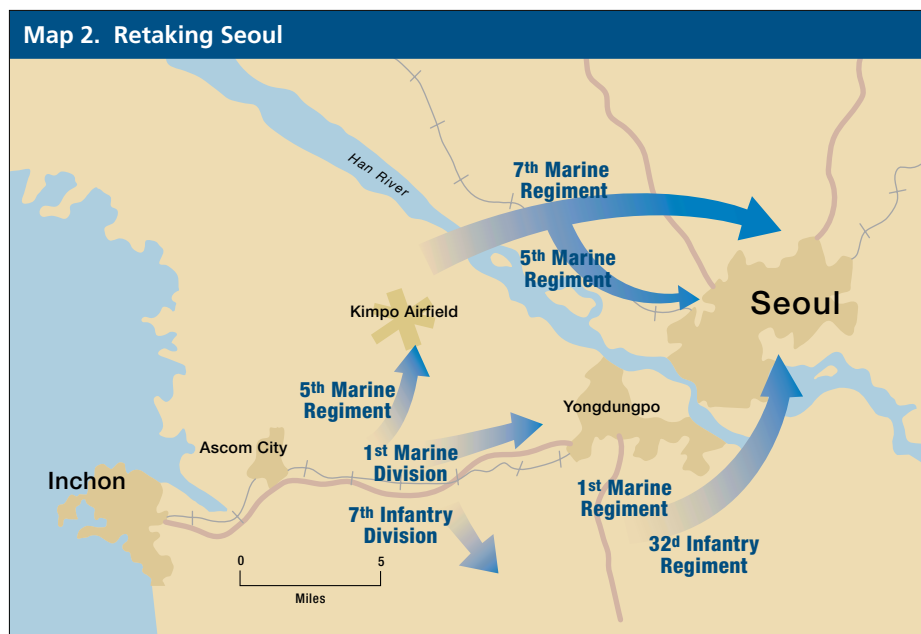 Map 2. Retaking Seoul
Han River
7th Marine
Regiment
5th Marine
Regiment
Seoul
Kimpo Airfield
5th Marine
Regiment
Yongdungpo
Ascom City
1st Marine
Division
Inchon
1st Marine
Regiment
7th Infantry
Division
32d Infantry
Regiment
0
5
Miles